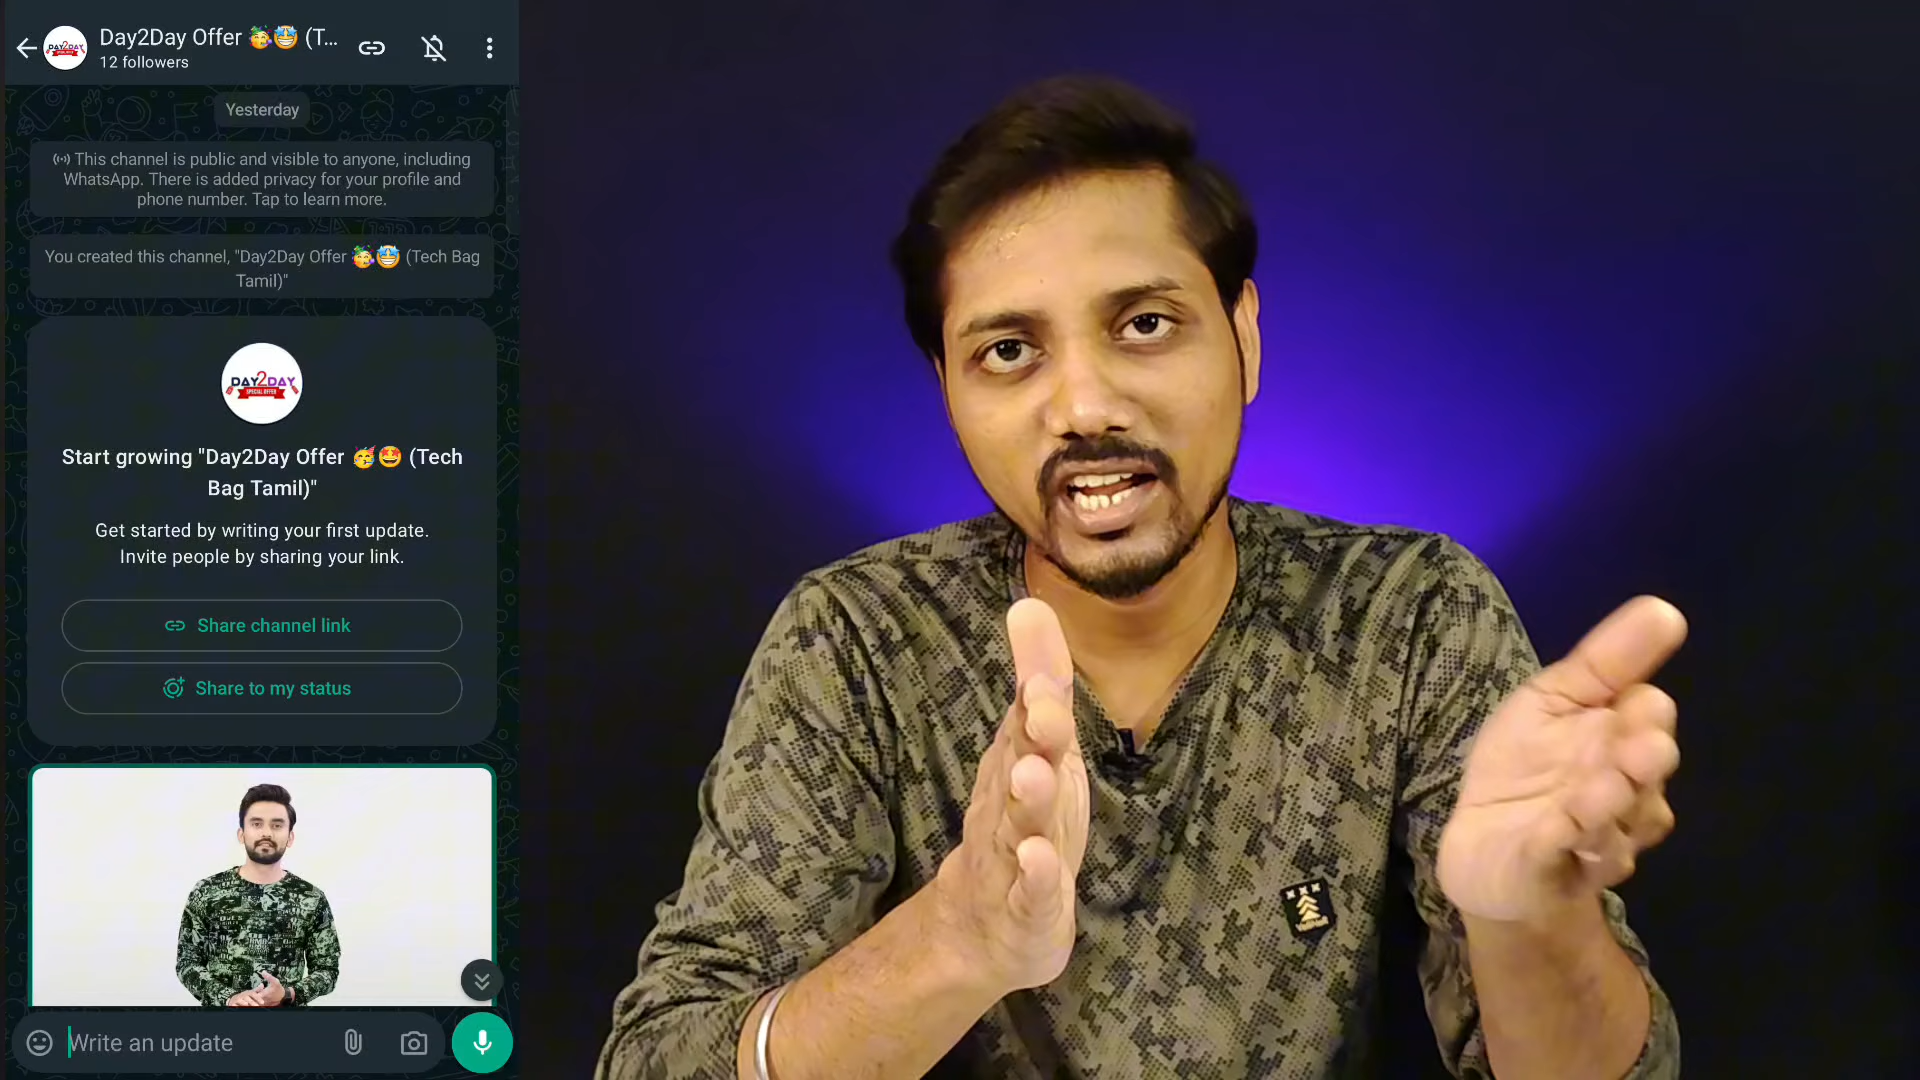 Day2Day Offer 🥳🤩 (T...
12 followers
Yesterday
This channel is public and visible to anyone, including
WhatsApp. There is added privacy for your profile and
phone number. Tap to learn more.
You created this channel, "Day2Day Offer 🥳🤩 (Tech Bag
Tamil)"
DAY2DAY
SPECIAL OFFER
Start growing "Day2Day Offer 🥳🤩 (Tech
Bag Tamil)"
Get started by writing your first update.
Invite people by sharing your link.
Share channel link
Share to my status
Write an update